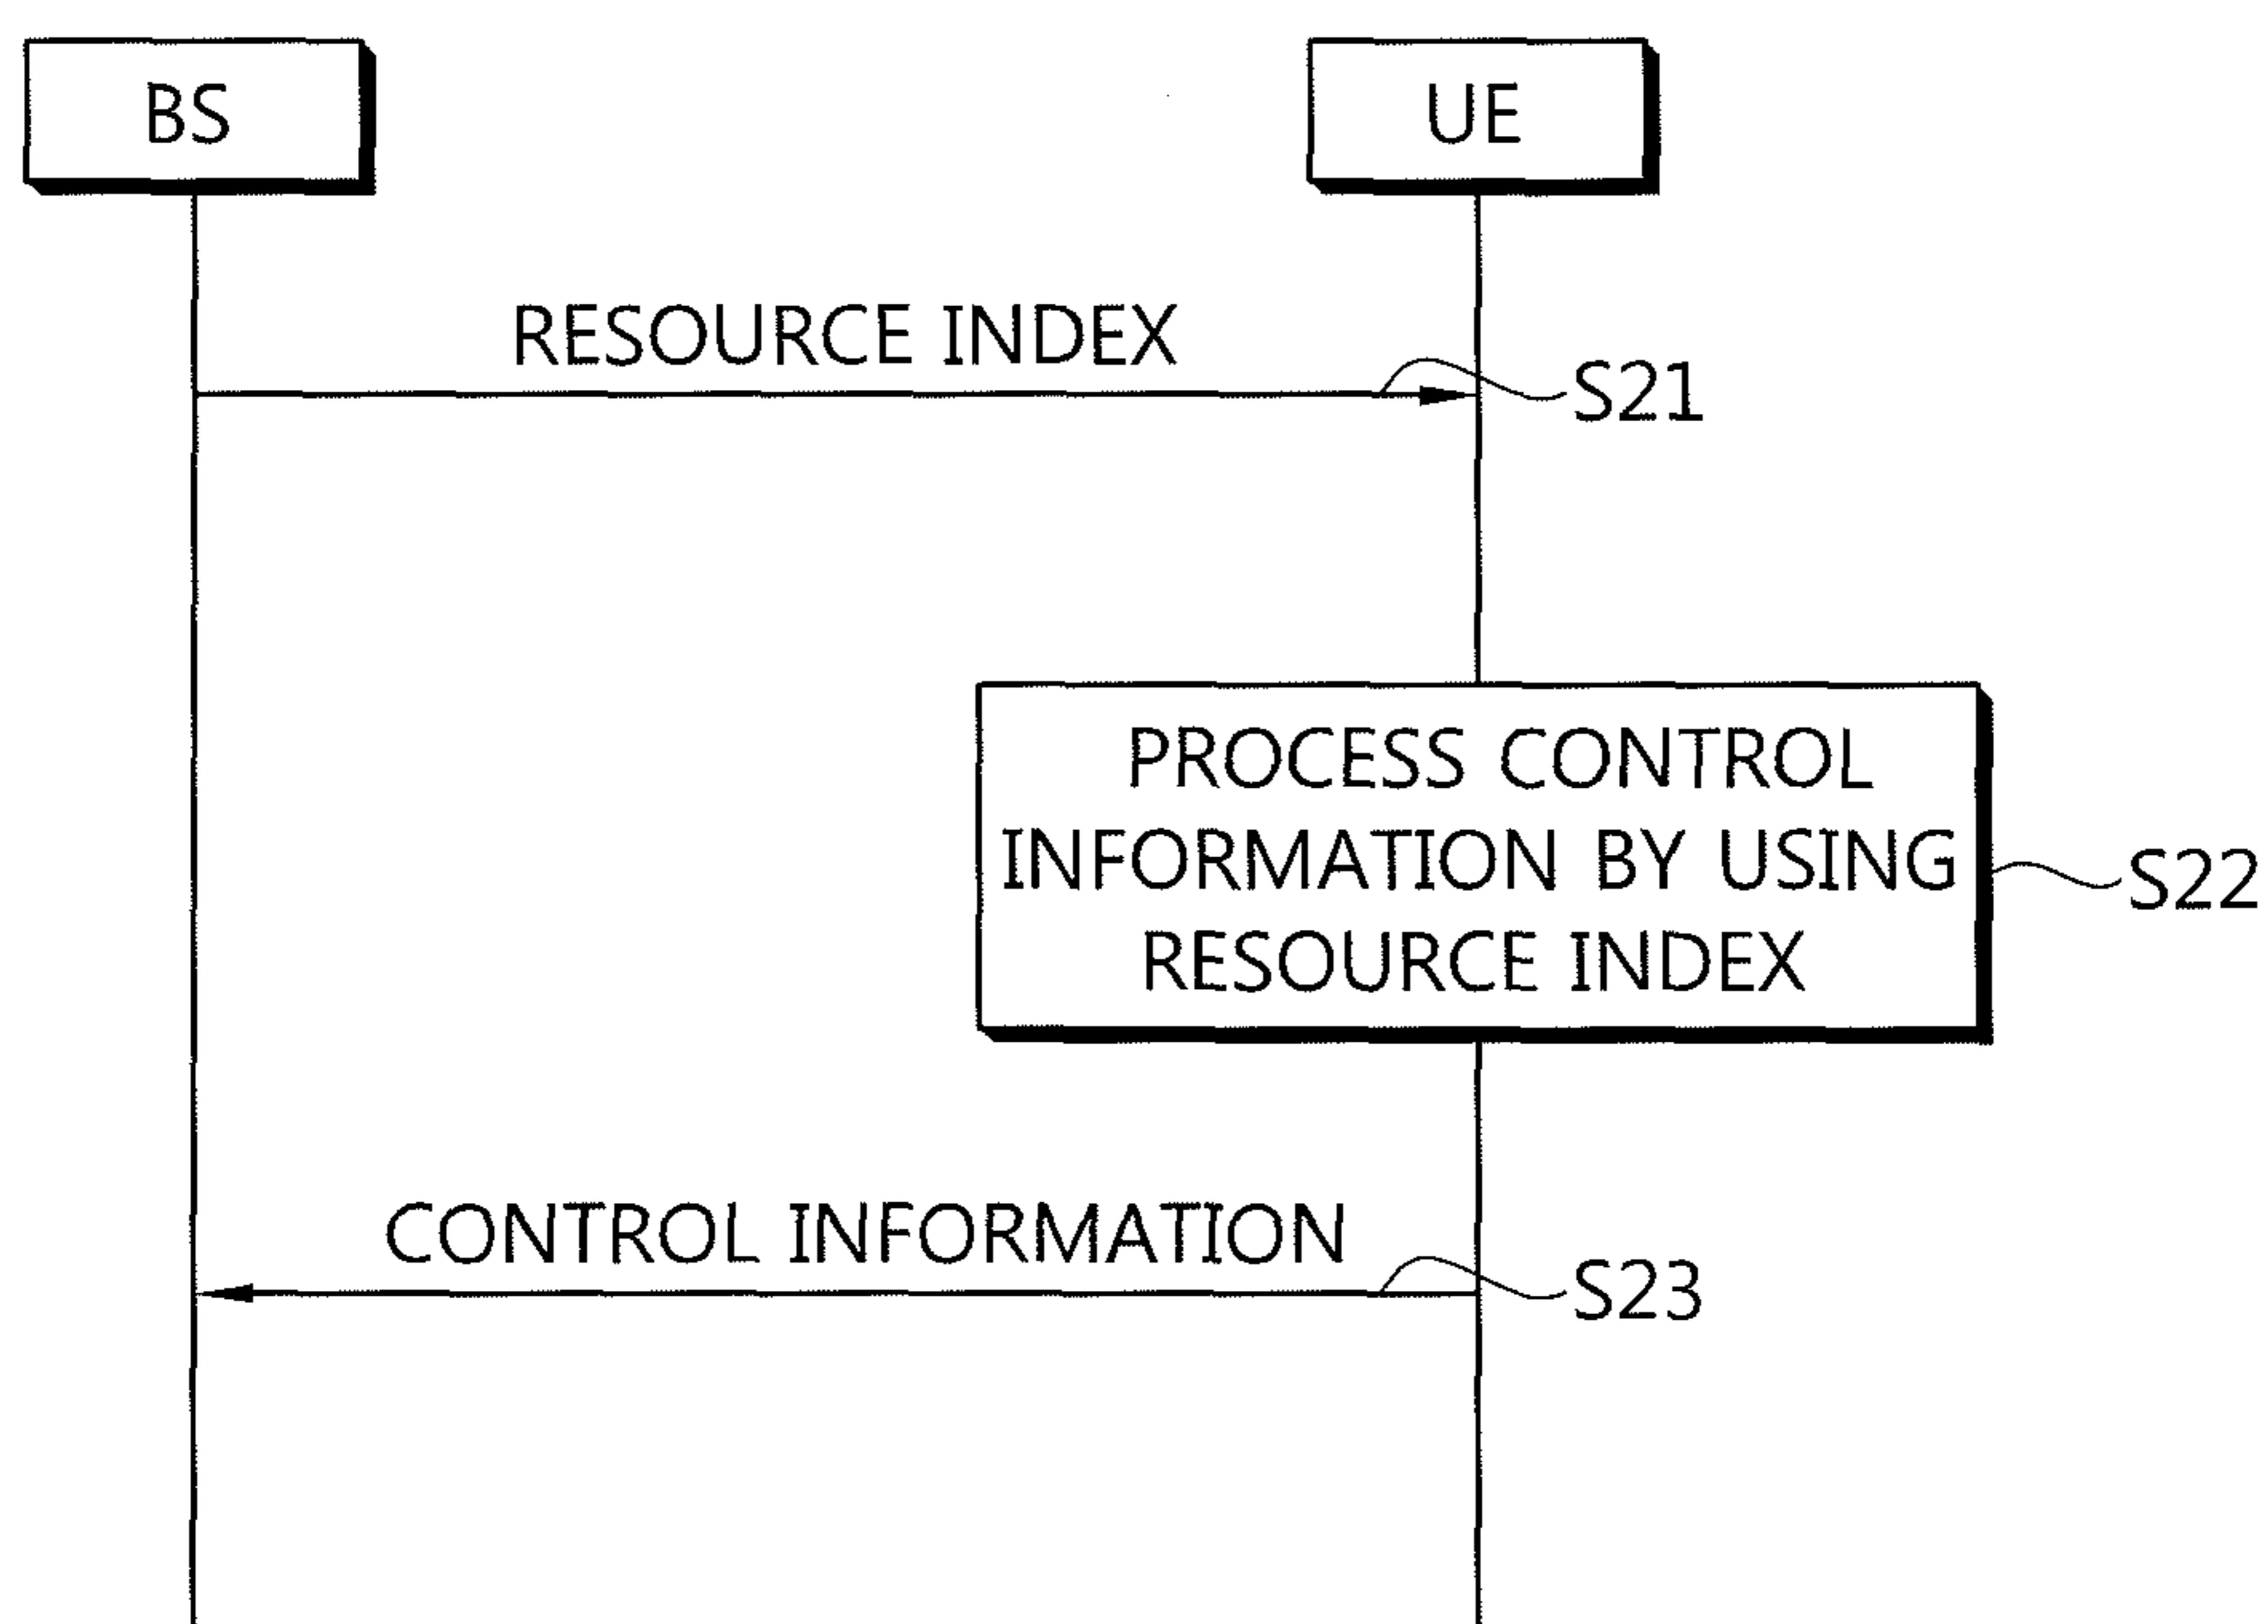 BS
UE
RESOURCE INDEX
S21
PROCESS CONTROL
INFORMATION BY USING
RESOURCE INDEX
S22
CONTROL INFORMATION
S23